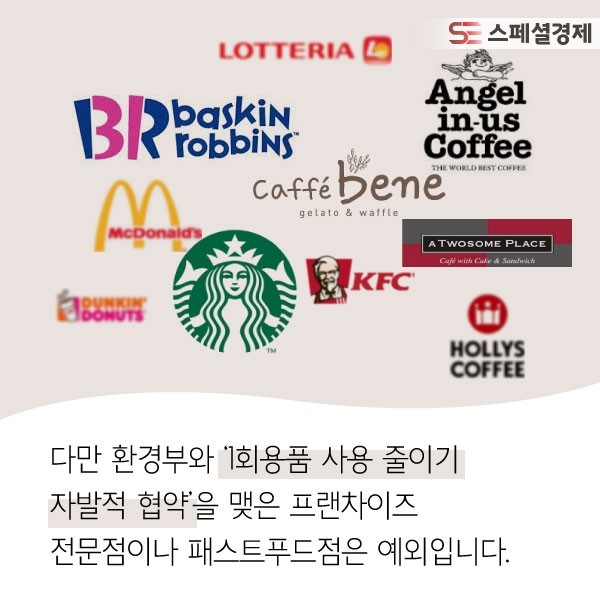 SE 스페셜경제
LOTTERIA L
BR baskin robbins™
Angel
in-us
Coffee
THE WORLD BEST COFFEE
Caffé bene
gelato & waffle
McDonald's
A TWOSOME PLACE
Café with Cake & Sandwich
TM
KFC
DUNKIN'
DONUTS
HOLLYS
COFFEE
다만 환경부와 '1회용품 사용 줄이기
자발적 협약'을 맺은 프랜차이즈
전문점이나 패스트푸드점은 예외입니다.